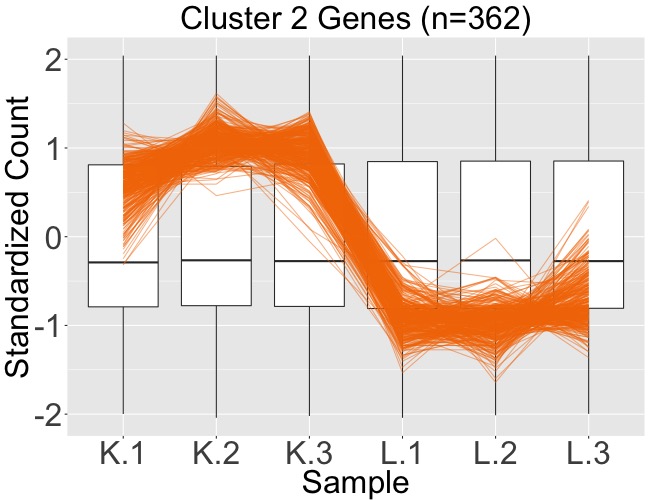 Cluster 2 Genes (n=362)
Standardized Count
2
1
0
-1
-2
K.1 K.2 K.3 L.1 L.2 L.3
Sample